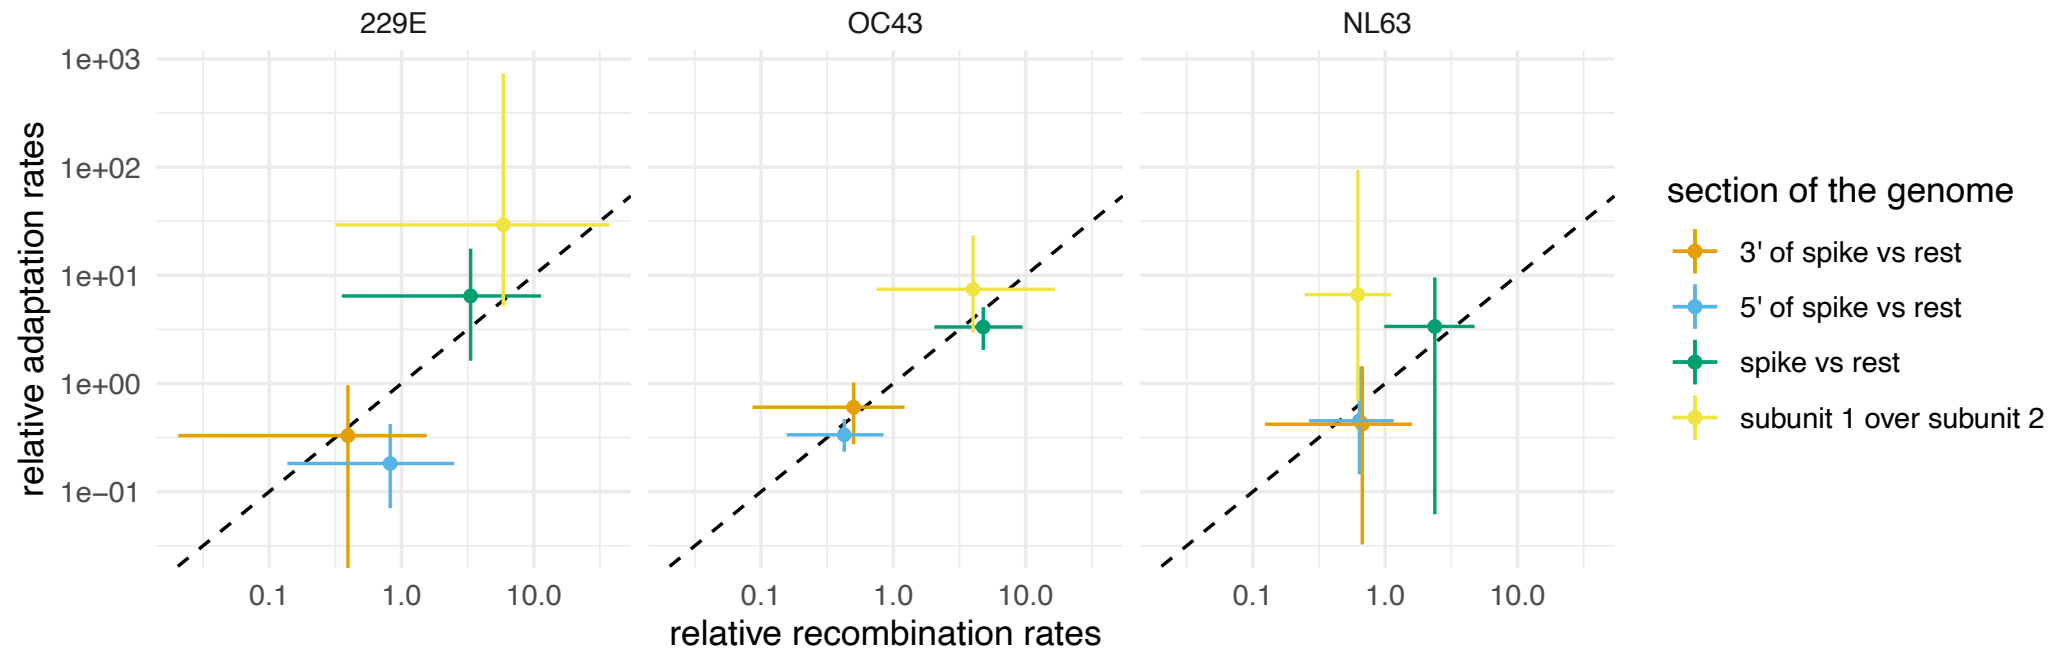 229E
OC43
NL63
relative adaptation rates
1e+03
1e+02
1e+01
1e+00
1e−01
0.1 1.0 10.0
0.1 1.0 10.0
0.1 1.0 10.0
relative recombination rates
section of the genome
3' of spike vs rest
5' of spike vs rest
spike vs rest
subunit 1 over subunit 2